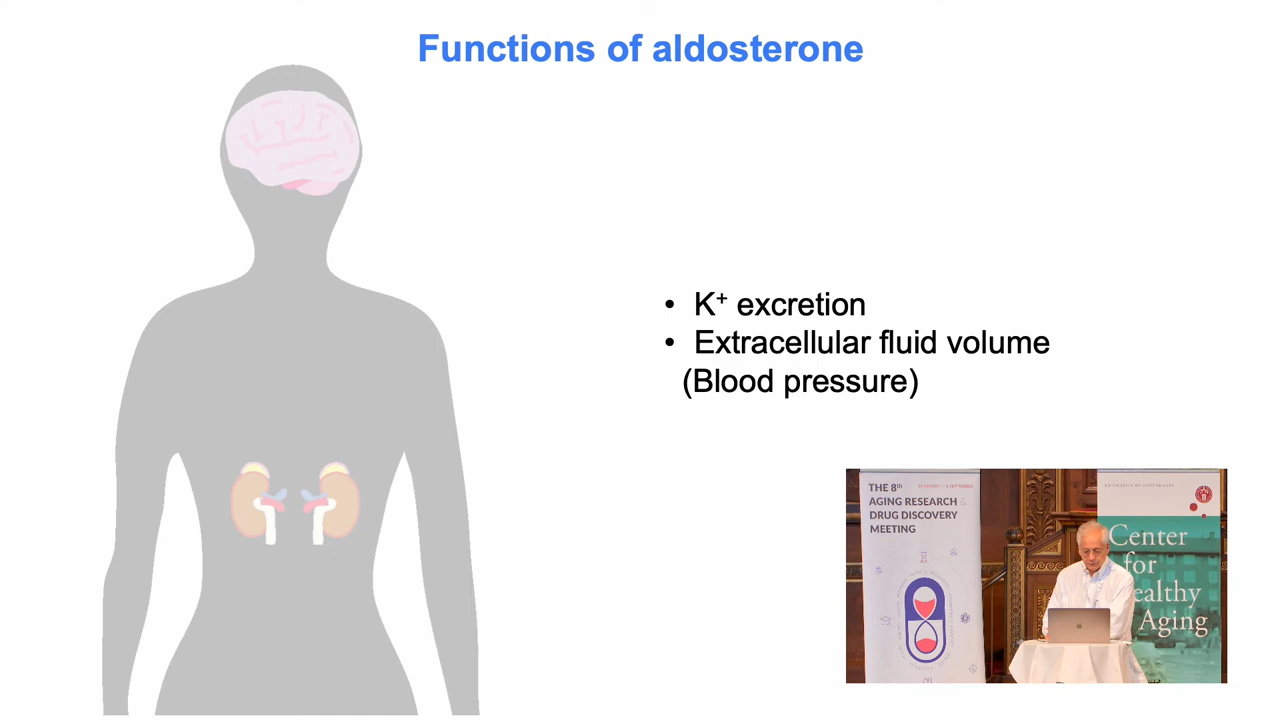 Functions of aldosterone
• K⁺ excretion
• Extracellular fluid volume
(Blood pressure)
THE 8th
AGING RESEARCH &
DRUG DISCOVERY
MEETING
Center
for
ealthy
Aging